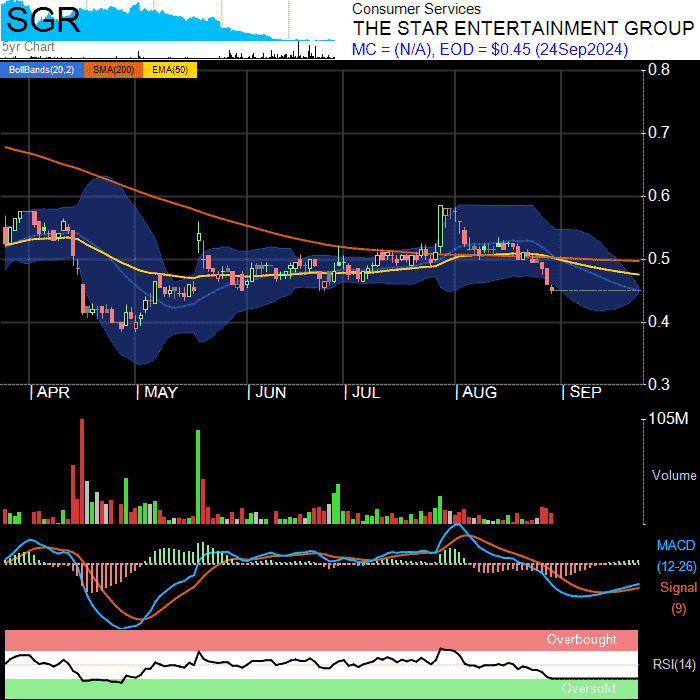 SGR
5yr Chart
Consumer Services
THE STAR ENTERTAINMENT GROUP
MC = (N/A), EOD = $0.45 (24Sep2024)
BollBands(20,2) SMA(200) EMA(50)
0.8
0.7
0.6
0.5
0.4
0.3
APR MAY JUN JUL AUG SEP
105M
Volume
MACD
(12-26)
Signal
(9)
Overbought
RSI(14)
Oversold